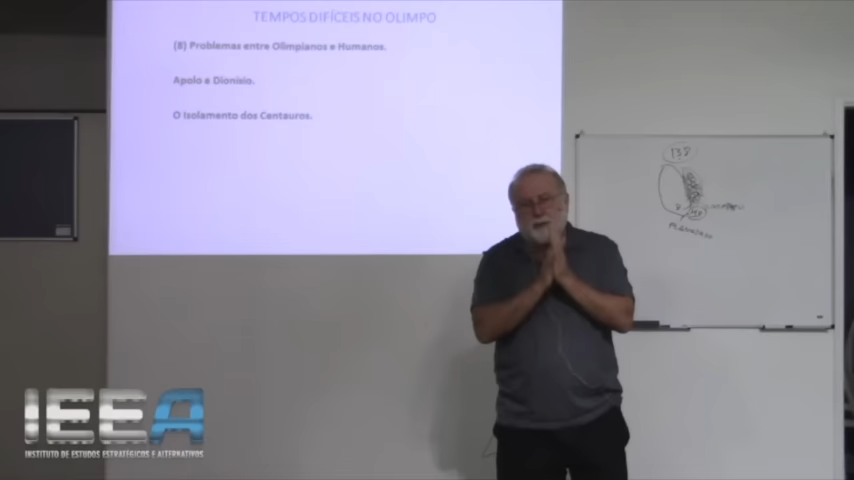 TEMPOS DIFÍCEIS NO OLIMPO
(8) Problemas entre Olimpianos e Humanos.
Apolo a Dionísio.
O Isolamento dos Centauros.
IEEA
INSTITUTO DE ESTUDOS ESTRATÉGICOS E ALTERNATIVOS